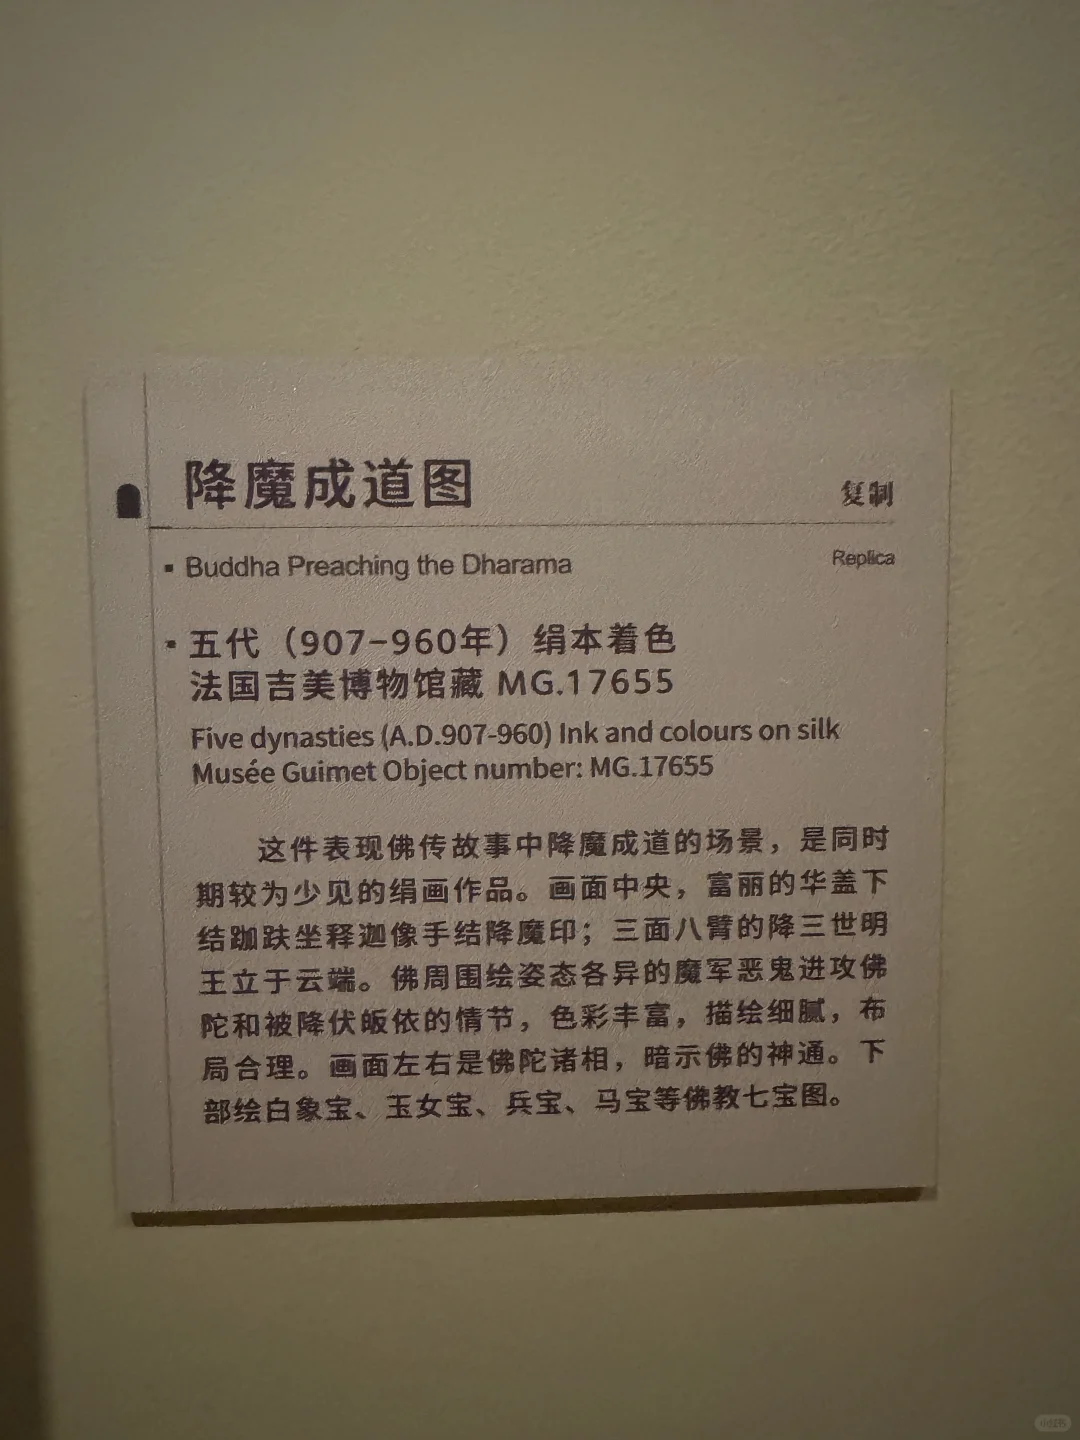 降魔成道图
复制
Buddha Preaching the Dharama
Replica
五代（907-960年）绢本着色
法国吉美博物馆藏 MG.17655
Five dynasties (A.D.907-960) Ink and colours on silk
Musée Guimet Object number: MG.17655
这件表现佛传故事中降魔成道的场景，是同时
期较为少见的绢画作品。画面中央，富丽的华盖下
结跏趺坐释迦像手结降魔印；三面八臂的降三世明
王立于云端。佛周围绘姿态各异的魔军恶鬼进攻佛
陀和被降伏皈依的情节，色彩丰富，描绘细腻，布
局合理。画面左右是佛陀诸相，暗示佛的神通。下
部绘白象宝、玉女宝、兵宝、马宝等佛教七宝图。
小红书